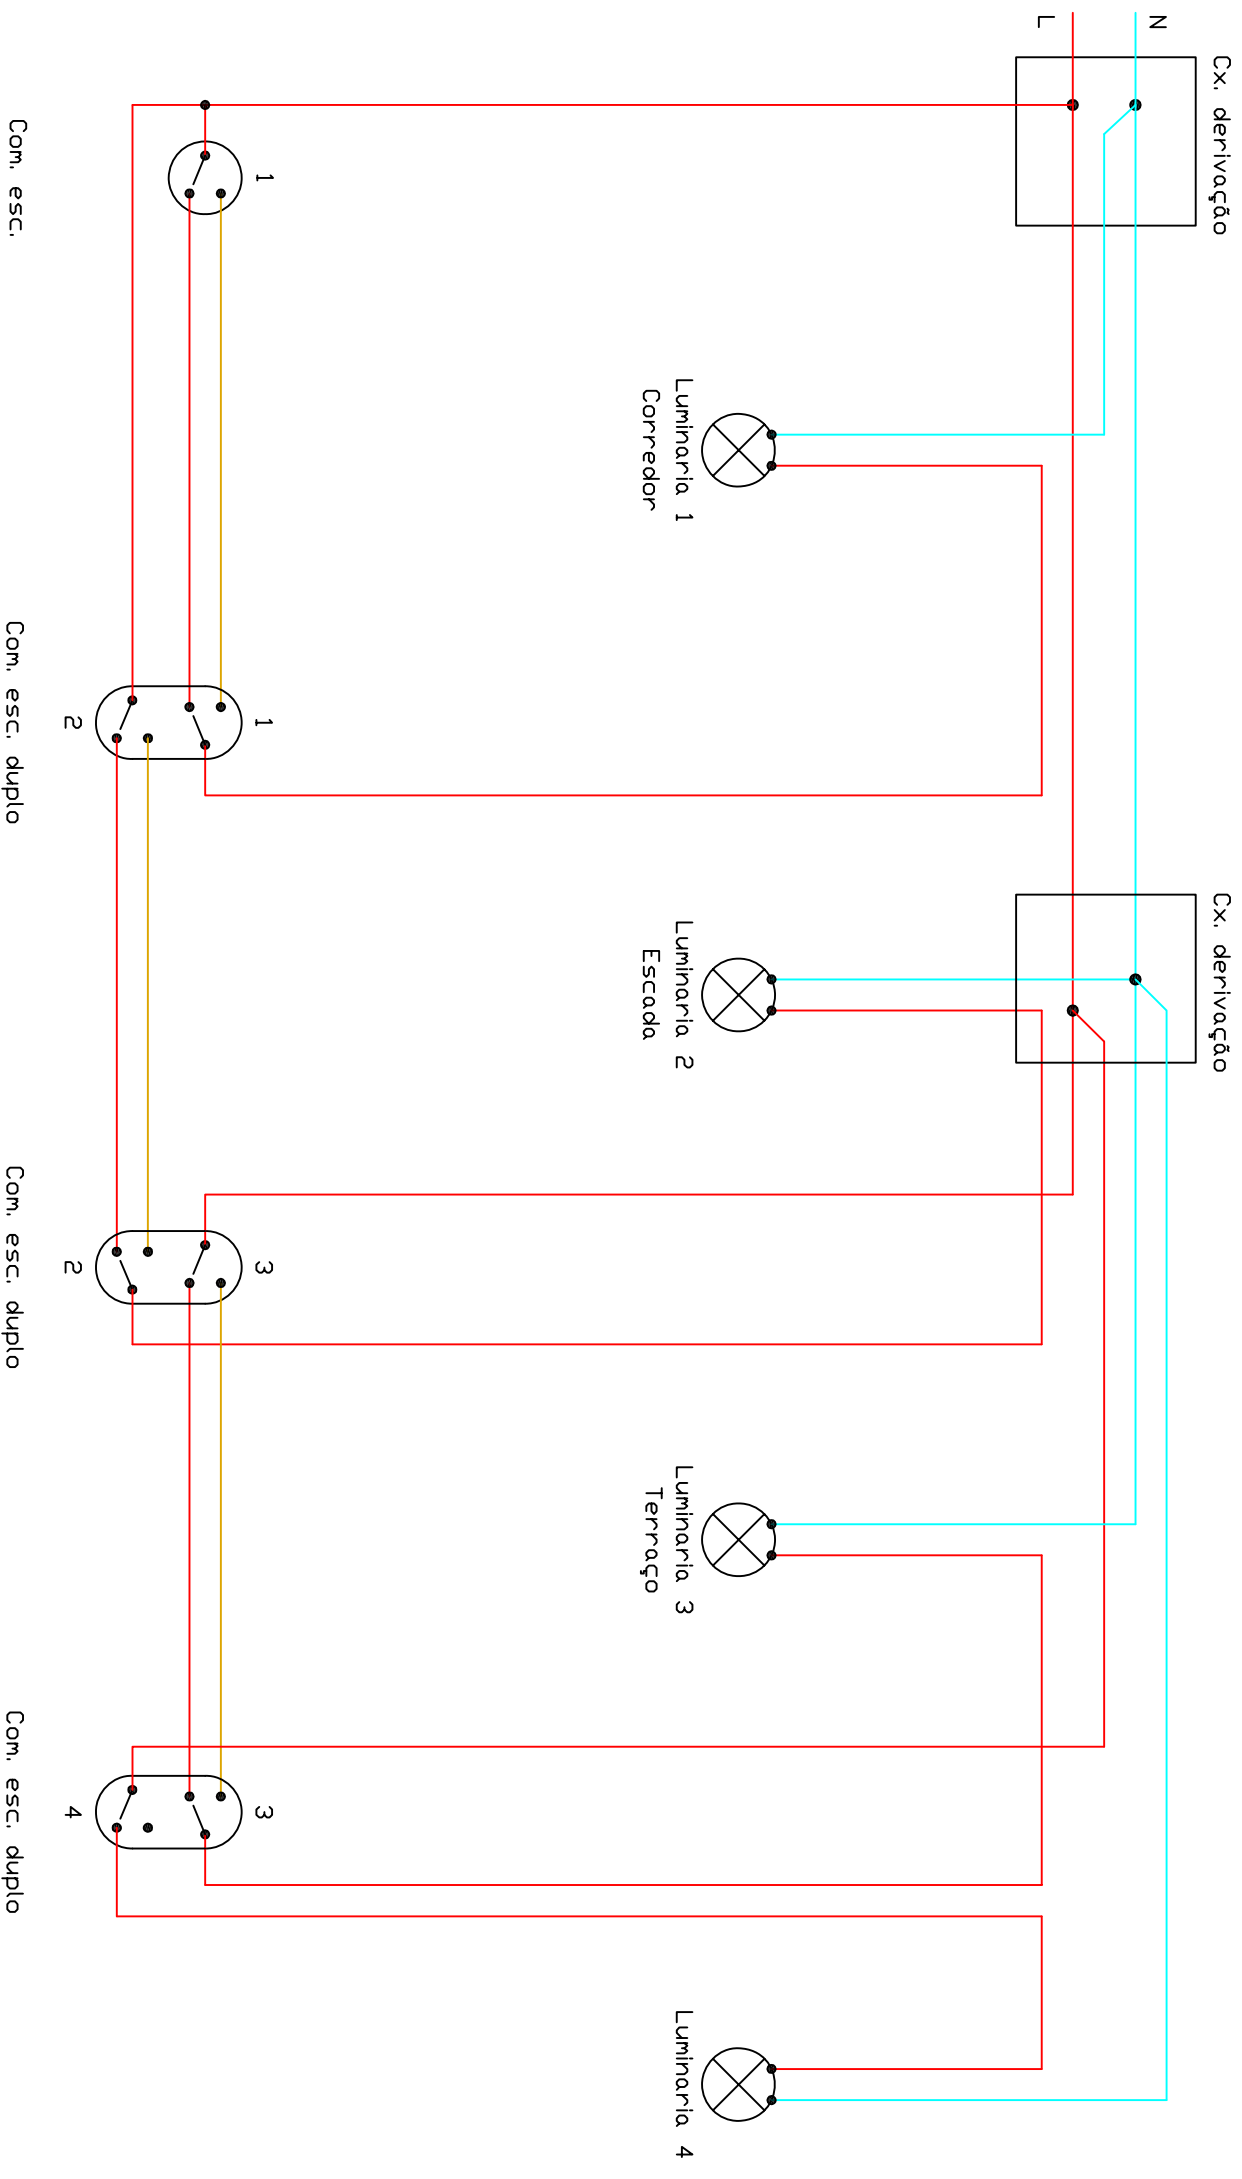 Cx. derivação
Cx. derivação
N
L
Luminaria 1
Corredor
Luminaria 2
Escada
Luminaria 3
Terraço
Luminaria 4
1
1
3
3
2
2
4
Com. esc.
Com. esc. duplo
Com. esc. duplo
Com. esc. duplo